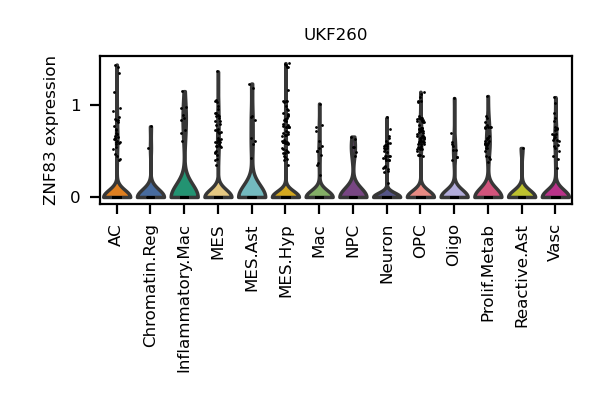 UKF260
ZNF83 expression
1
0
AC
Chromatin.Reg
Inflammatory.Mac
MES
MES.Ast
MES.Hyp
Mac
NPC
Neuron
OPC
Oligo
Prolif.Metab
Reactive.Ast
Vasc